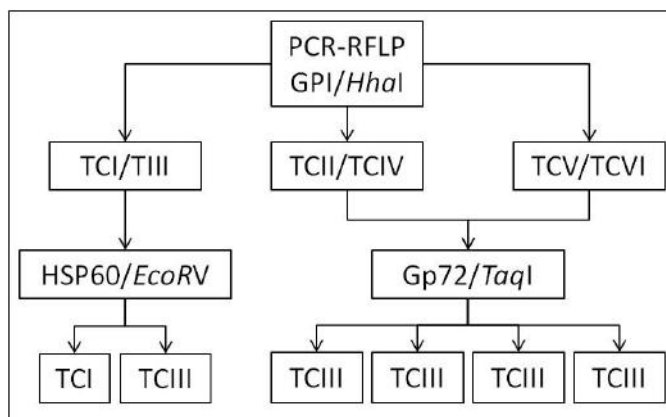 PCR-RFLP
GPI/HhaI
TCI/TIII
TCII/TCIV
TCV/TCVI
HSP60/EcoRV
Gp72/TaqI
TCI
TCIII
TCIII
TCIII
TCIII
TCIII